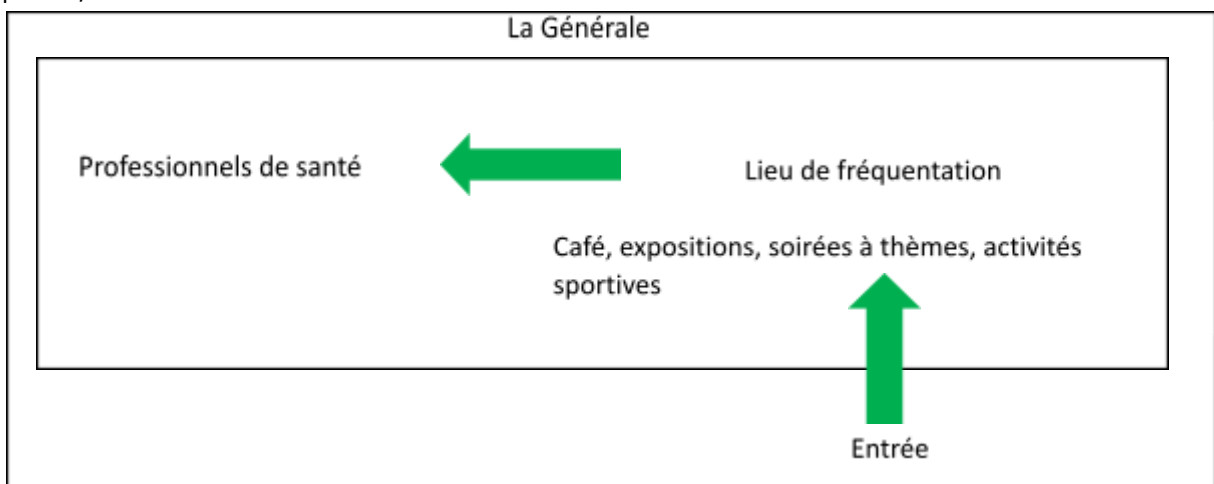 La Générale
Professionnels de santé
Lieu de fréquentation
Café, expositions, soirées à thèmes, activités
sportives
Entrée